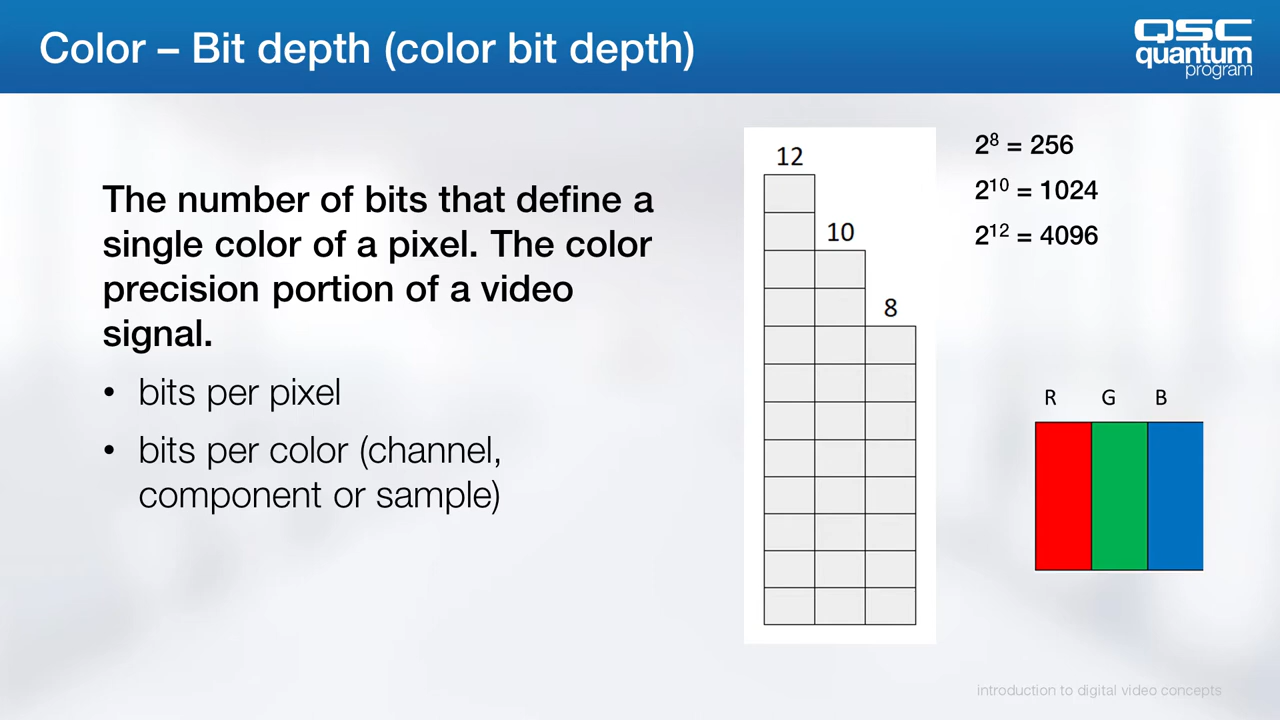 Color – Bit depth (color bit depth)
QSC
quantum
program
The number of bits that define a
single color of a pixel. The color
precision portion of a video
signal.
• bits per pixel
• bits per color (channel,
component or sample)
12
10
8
2⁸ = 256
2¹⁰ = 1024
2¹² = 4096
R G B
introduction to digital video concepts